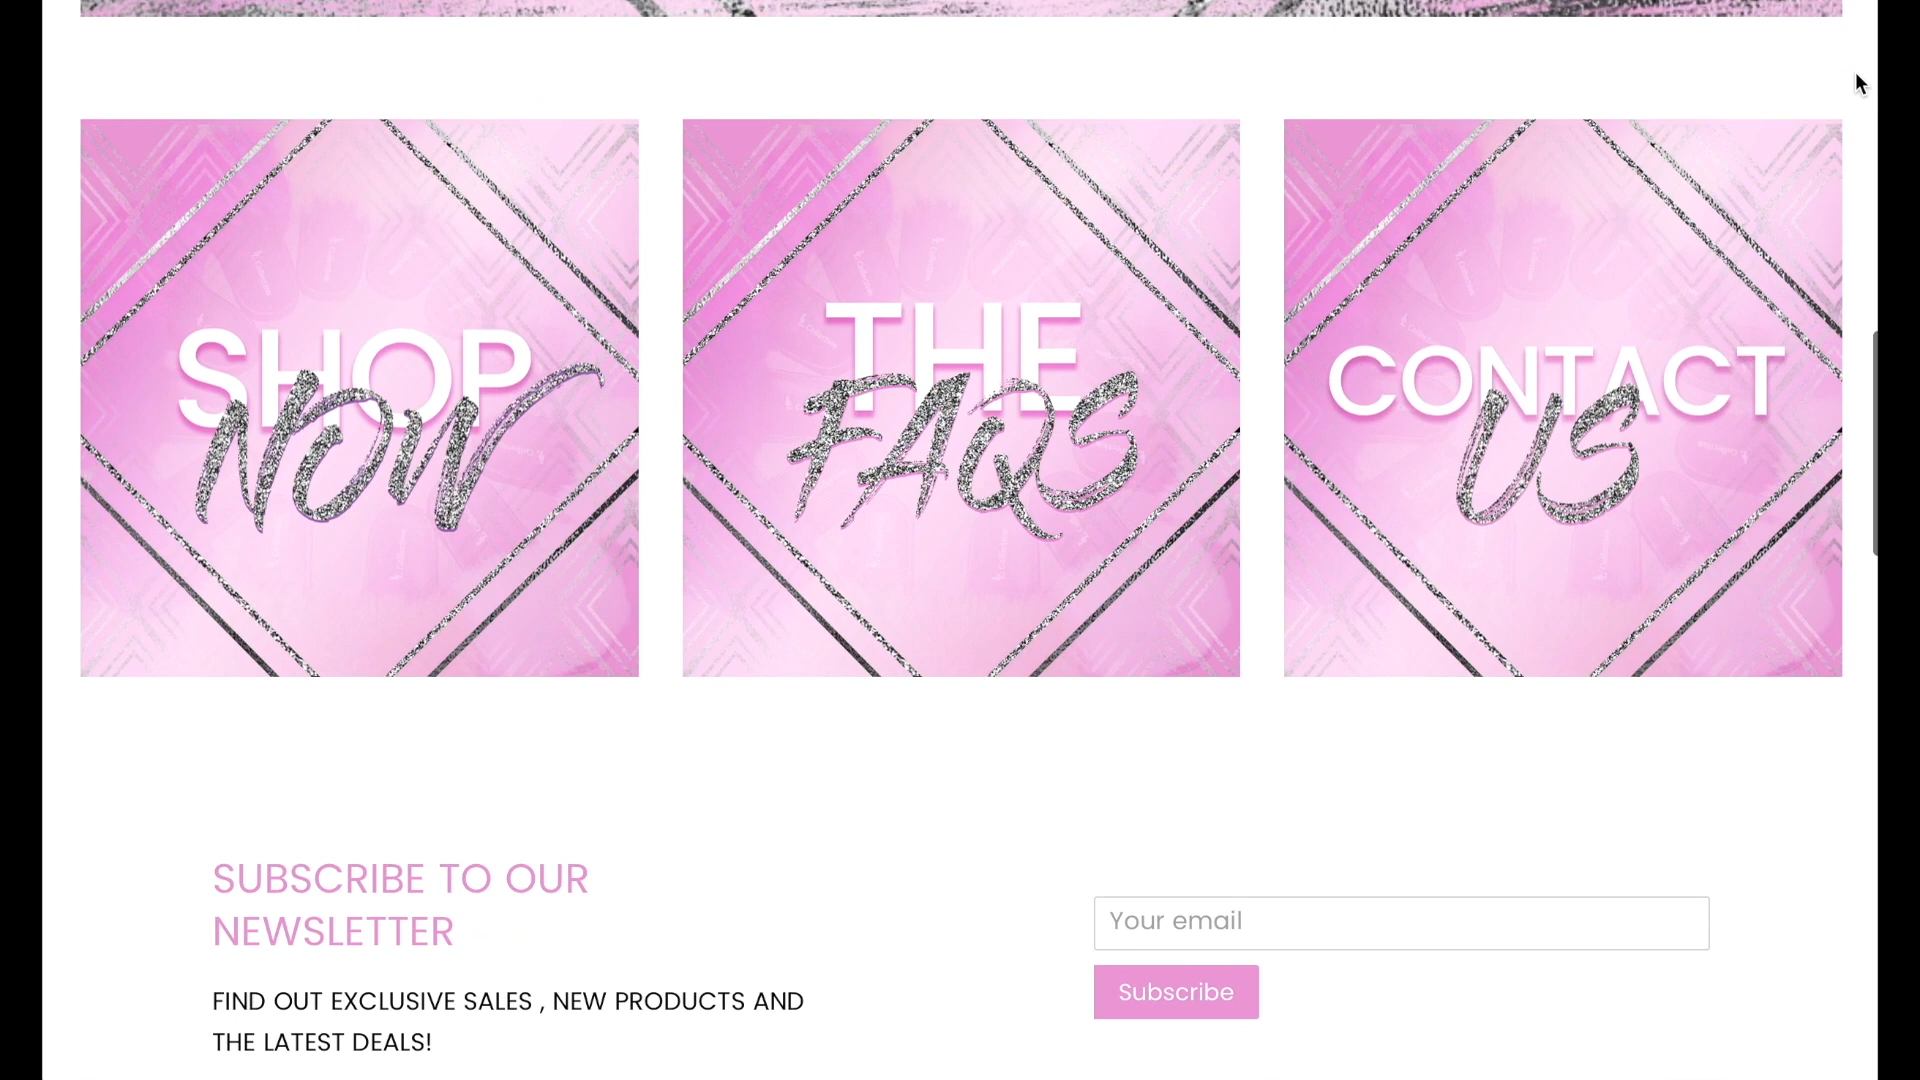 SHOP
NOW
THE
FAQS
CONTACT
US
SUBSCRIBE TO OUR
NEWSLETTER
FIND OUT EXCLUSIVE SALES , NEW PRODUCTS AND
THE LATEST DEALS!
Your email
Subscribe